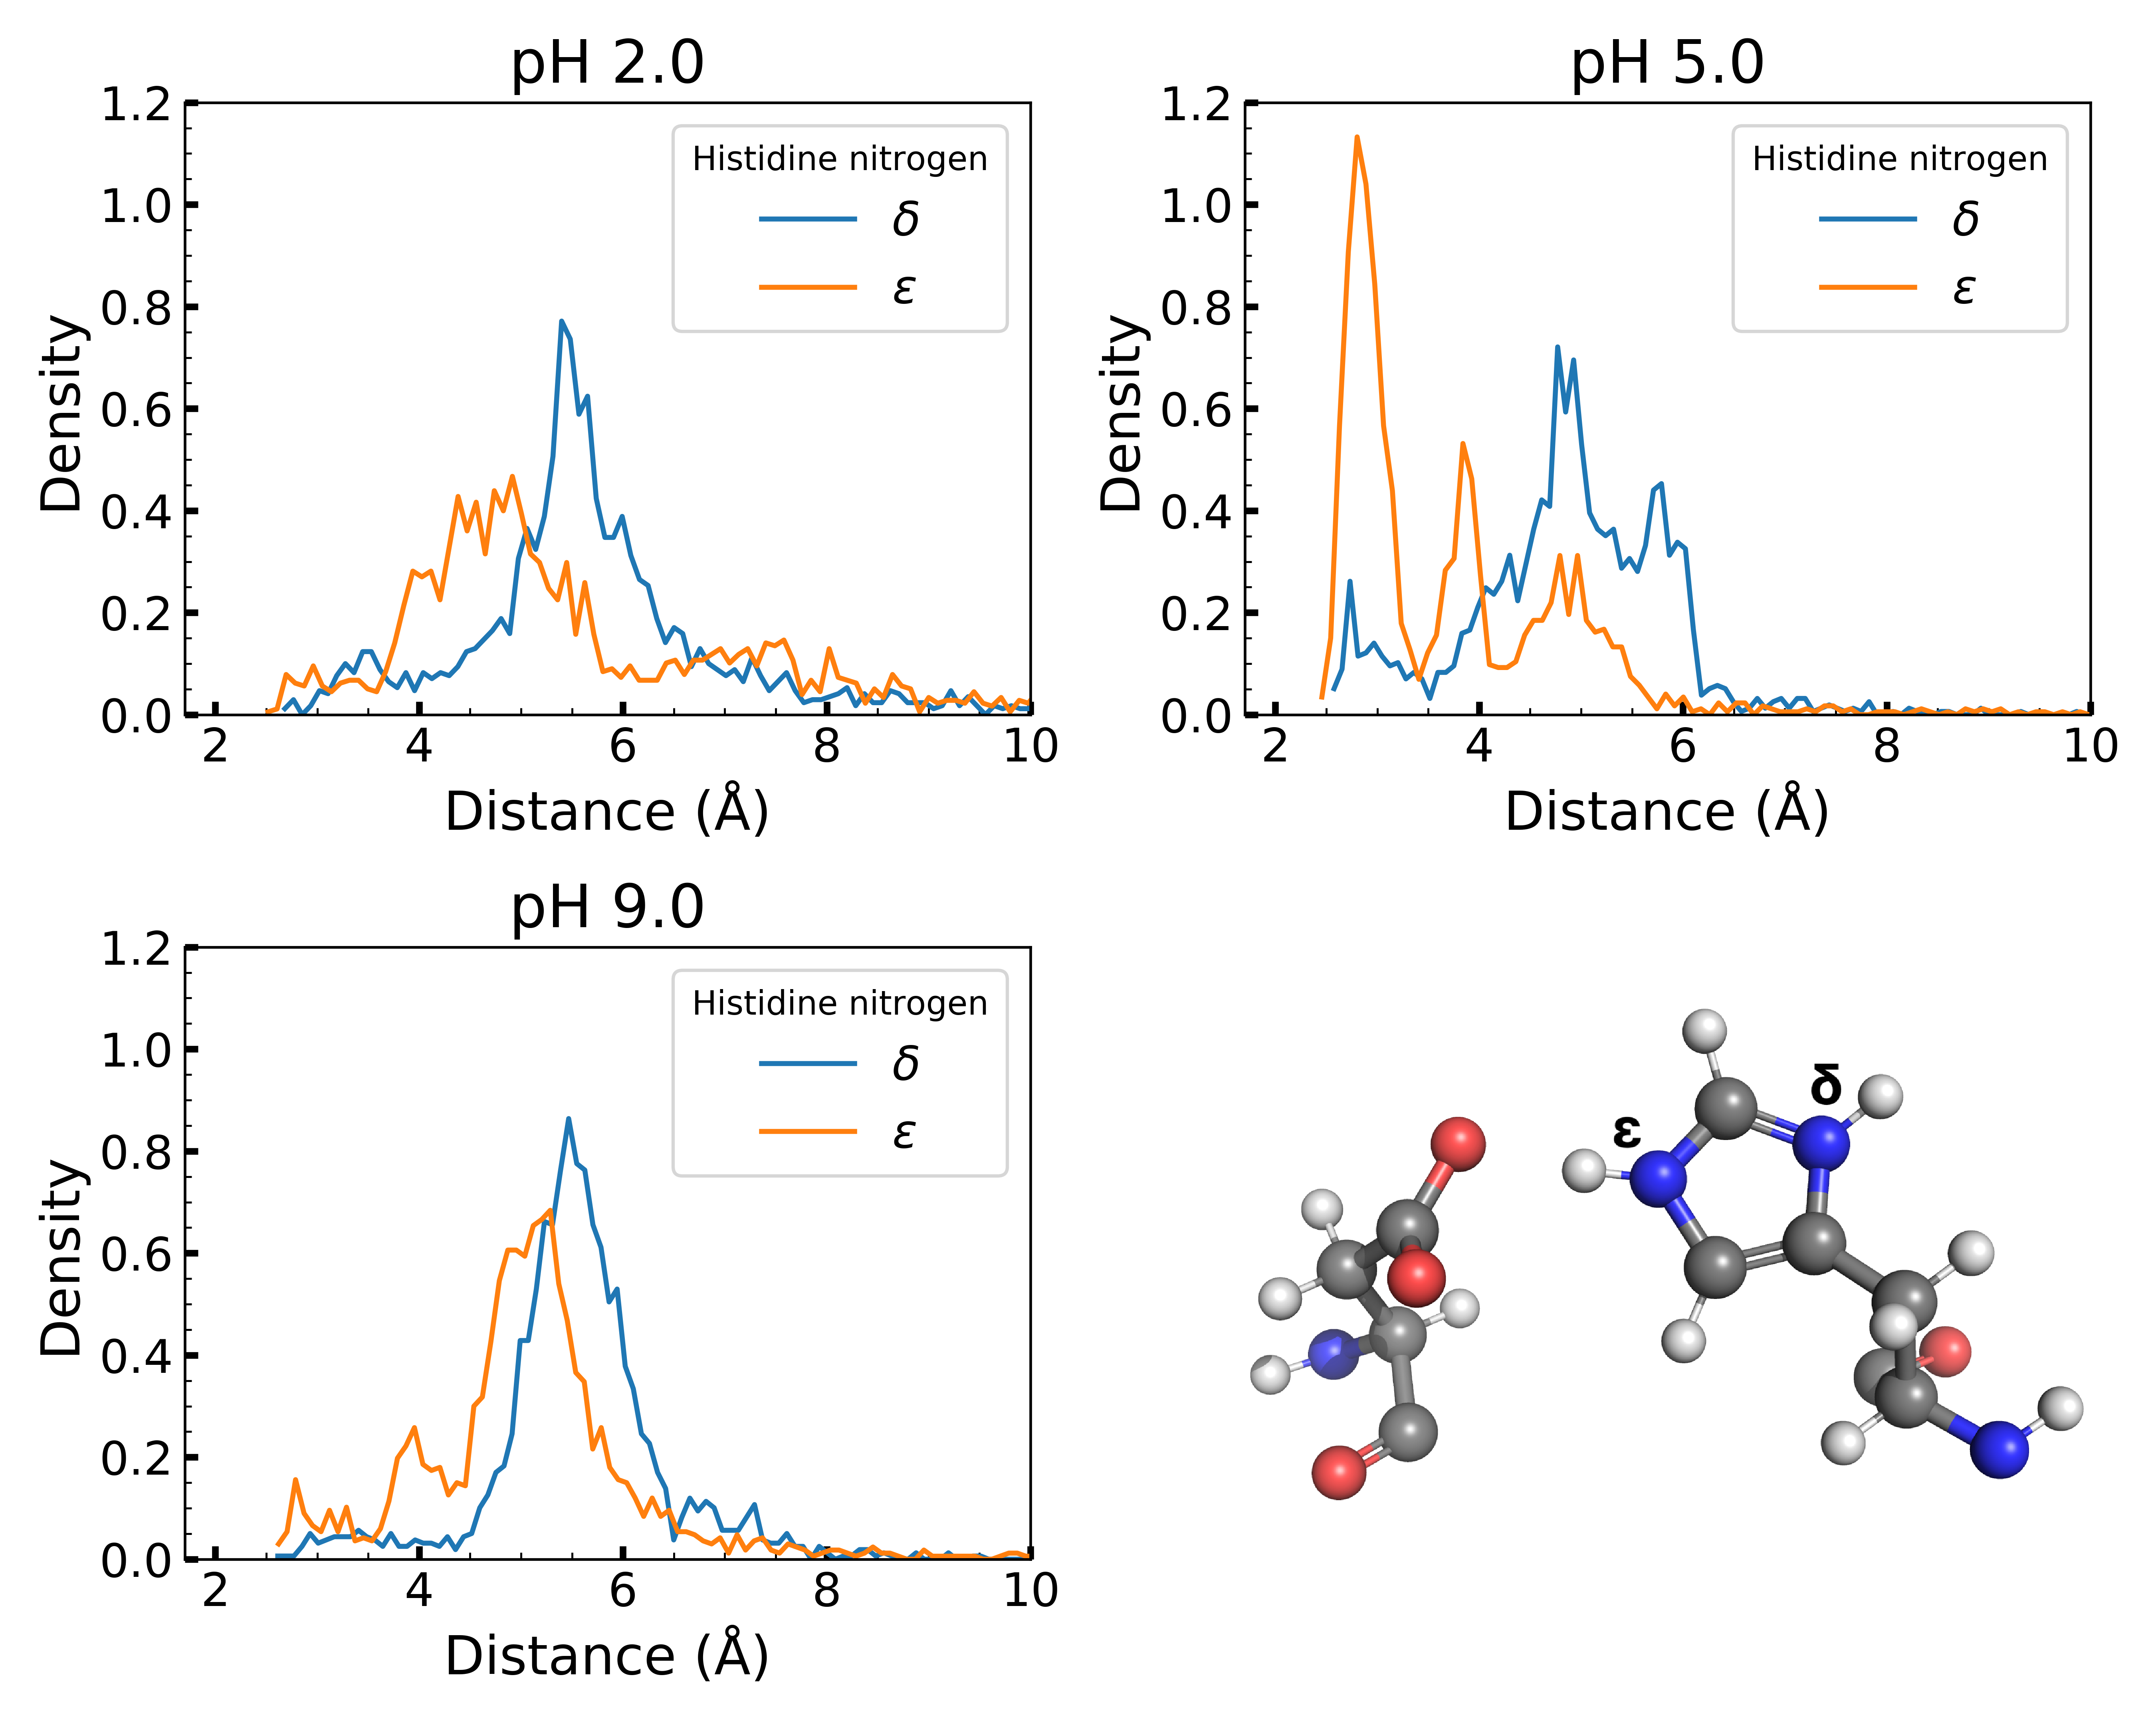 pH 2.0
1.2
1.0
0.8
0.6
0.4
0.2
0.0
Density
Histidine nitrogen
δ
ε
2 4 6 8 10
Distance (Å)
pH 5.0
1.2
1.0
0.8
0.6
0.4
0.2
0.0
Density
Histidine nitrogen
δ
ε
2 4 6 8 10
Distance (Å)
pH 9.0
1.2
1.0
0.8
0.6
0.4
0.2
0.0
Density
Histidine nitrogen
δ
ε
2 4 6 8 10
Distance (Å)
δ
ε